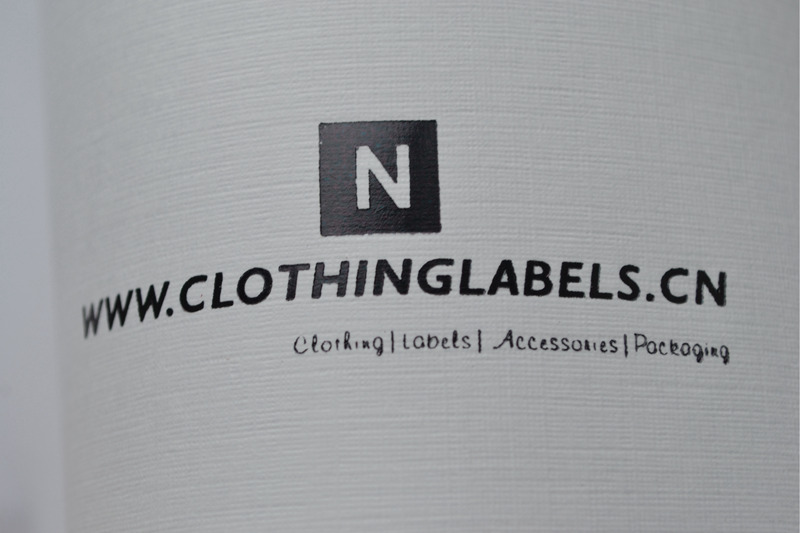 N
WWW.CLOTHINGLABELS.CN
Clothing|Labels| Accessories|Packaging